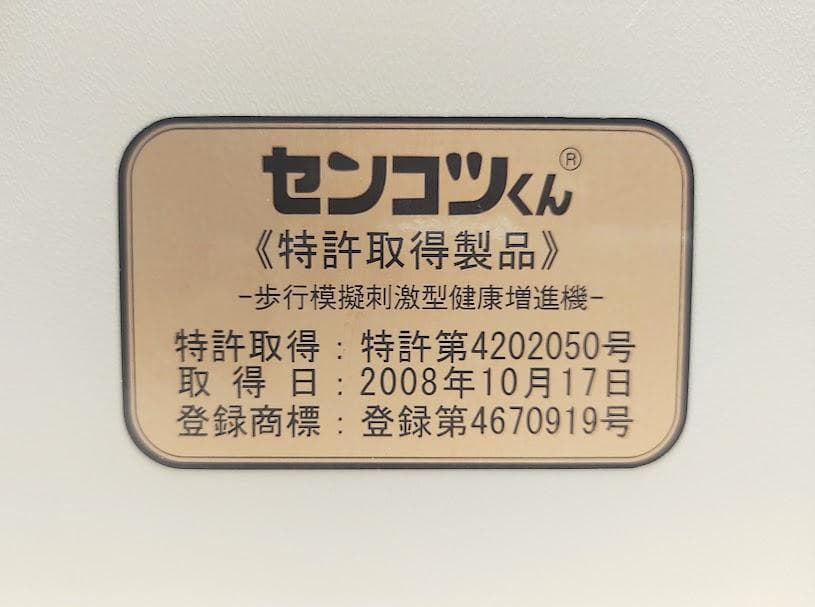 センコツくん®
《特許取得製品》
-歩行模擬刺激型健康増進機-
特許取得：特許第4202050号
取得日：2008年10月17日
登録商標：登録第4670919号